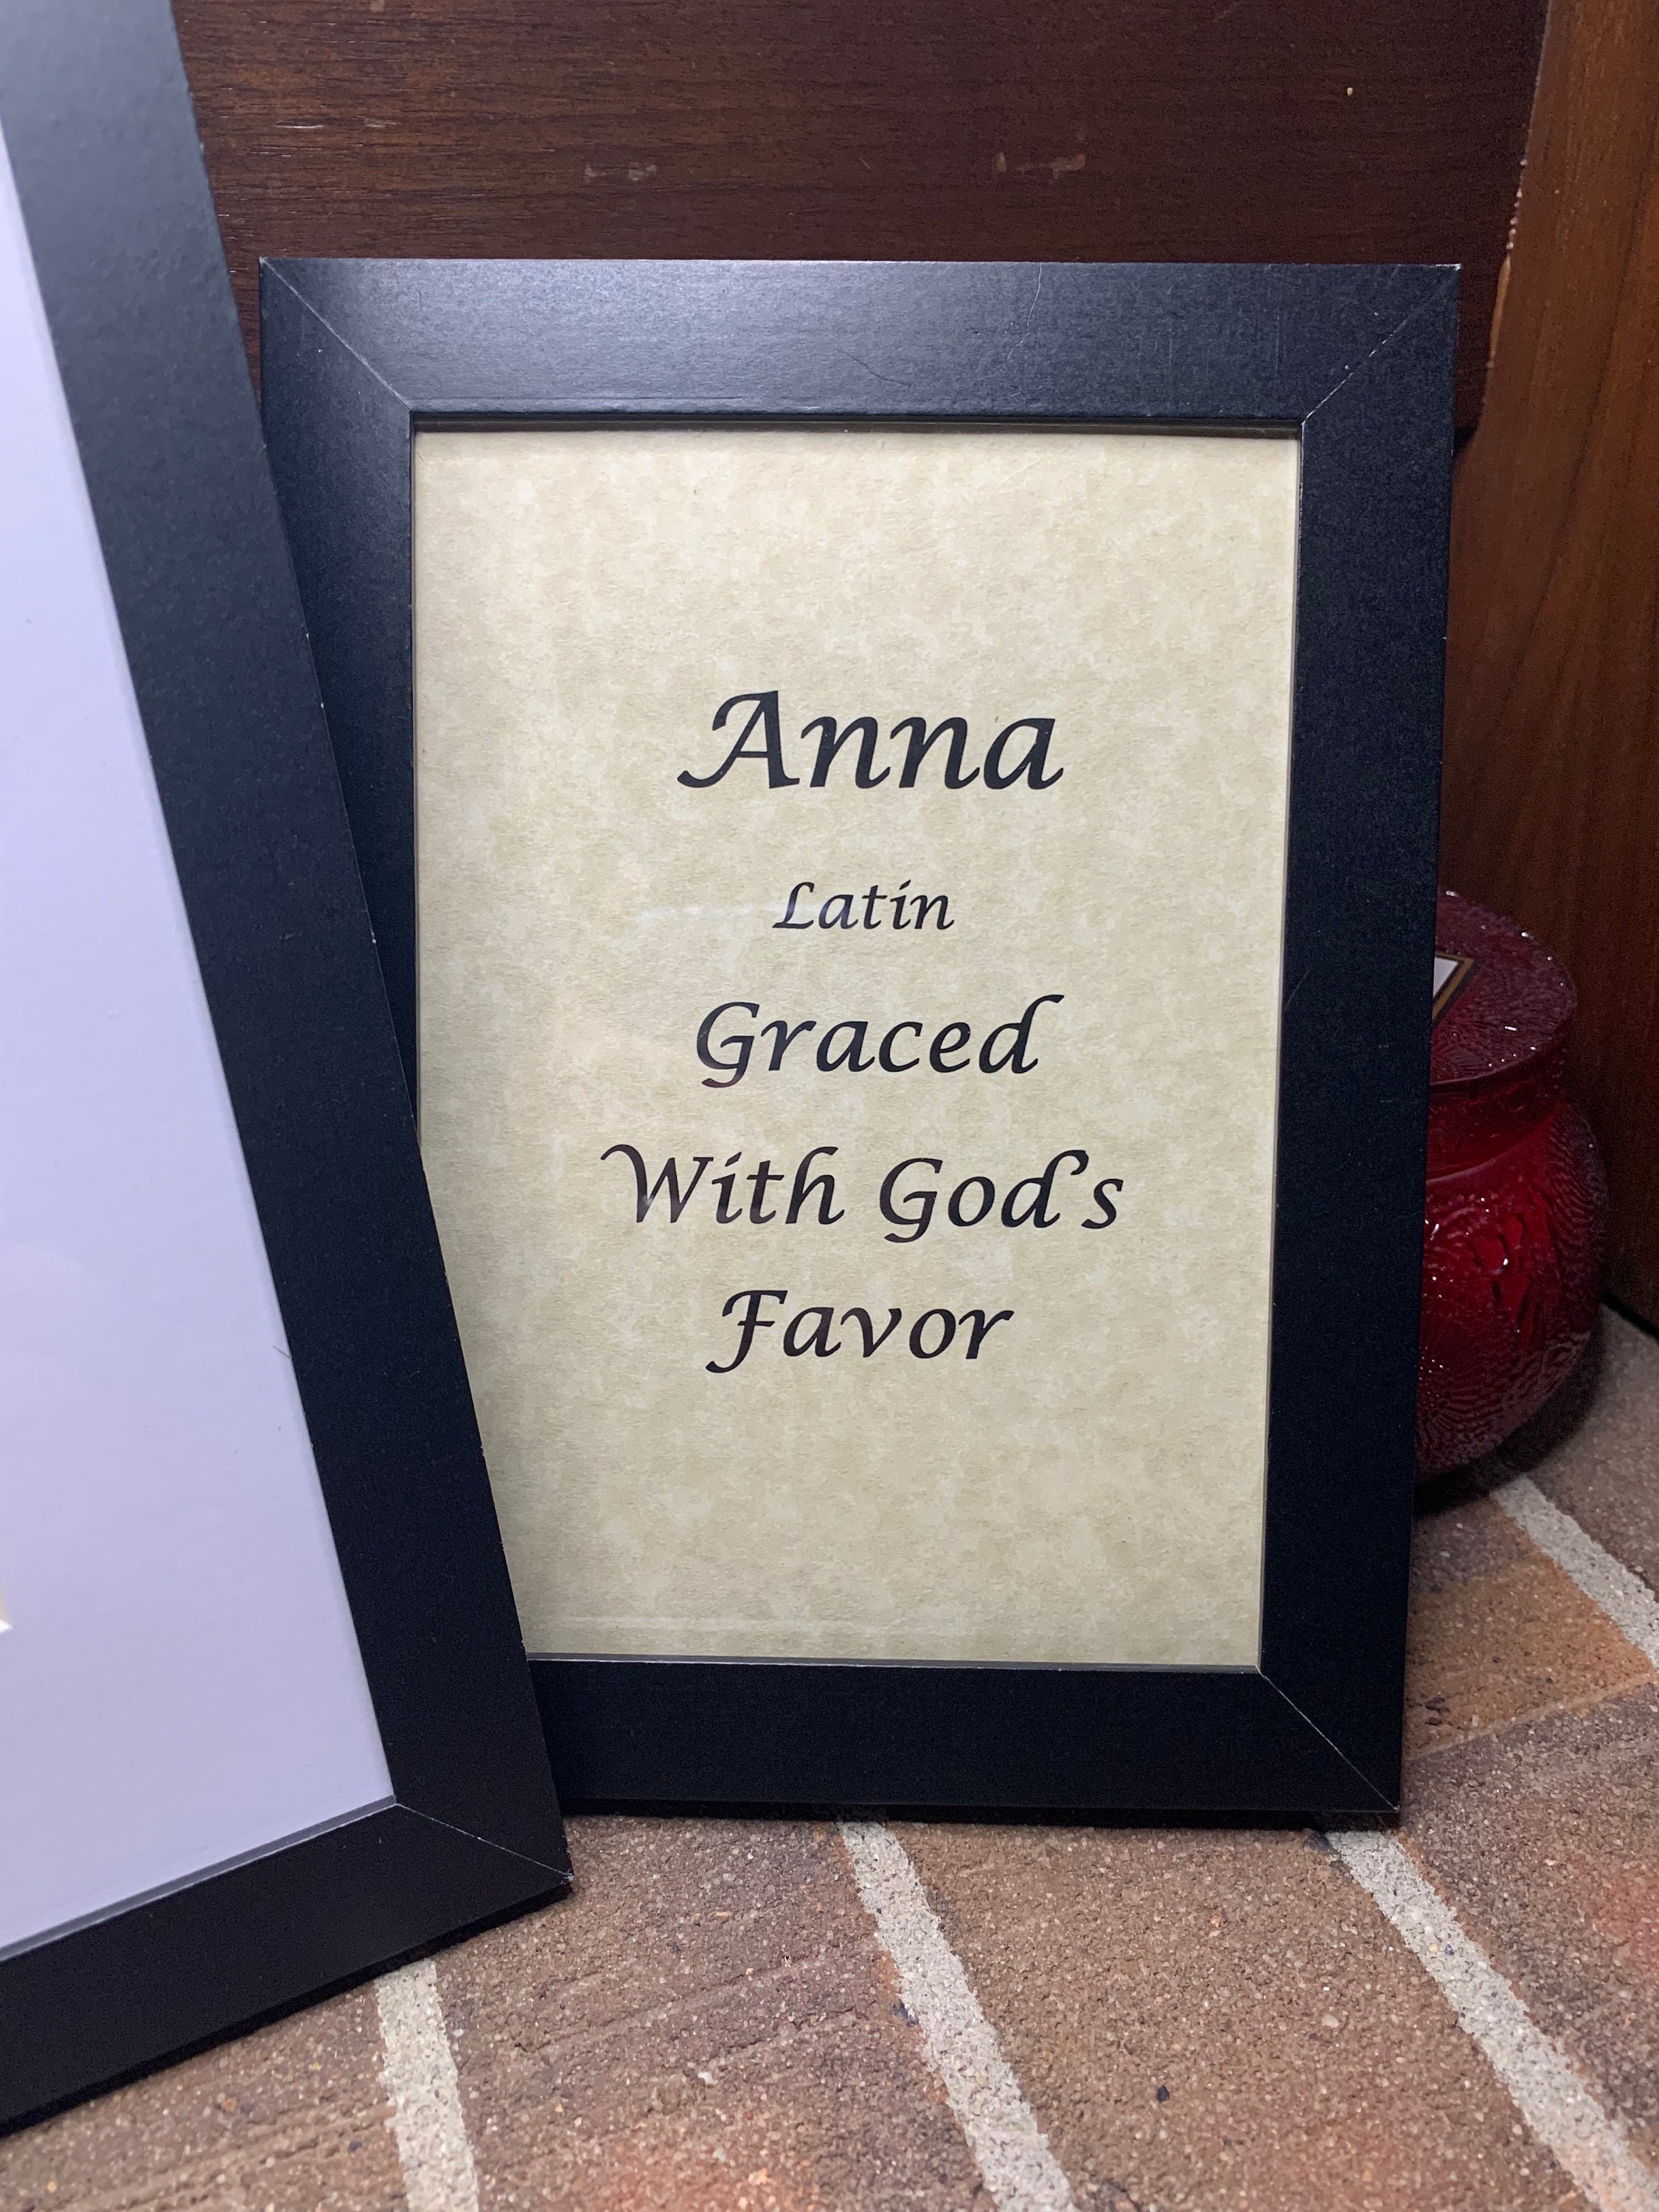 Anna
Latin
Graced
With God's
Favor